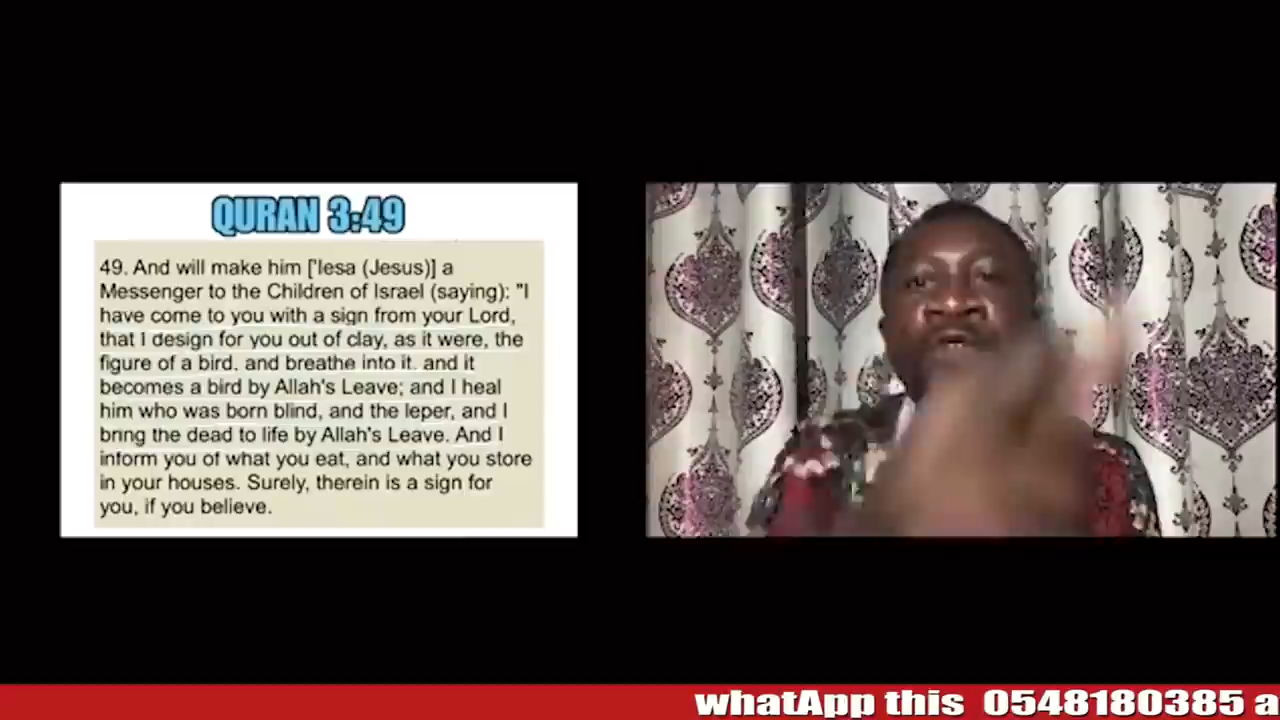 QURAN 3:49
49. And will make him ['Iesa (Jesus)] a
Messenger to the Children of Israel (saying): "I
have come to you with a sign from your Lord,
that I design for you out of clay, as it were, the
figure of a bird, and breathe into it, and it
becomes a bird by Allah's Leave; and I heal
him who was born blind, and the leper, and I
bring the dead to life by Allah's Leave. And I
inform you of what you eat, and what you store
in your houses. Surely, therein is a sign for
you, if you believe.
whatApp this 0548180385 a